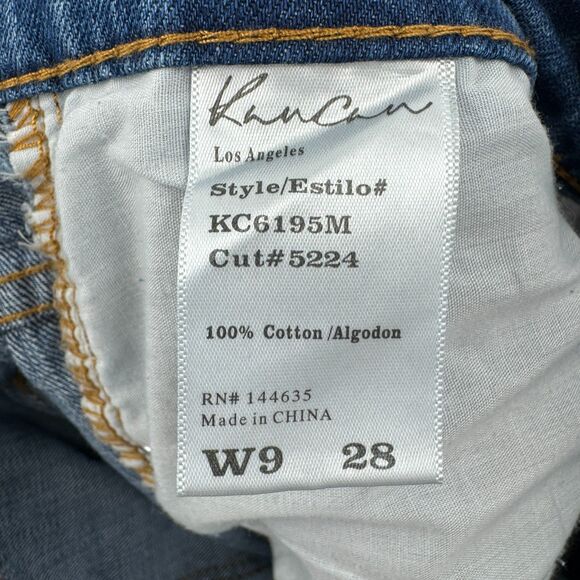 KanCan
Los Angeles
Style/Estilo#
KC6195M
Cut#5224
100% Cotton/Algodon
RN# 144635
Made in CHINA
W9 28